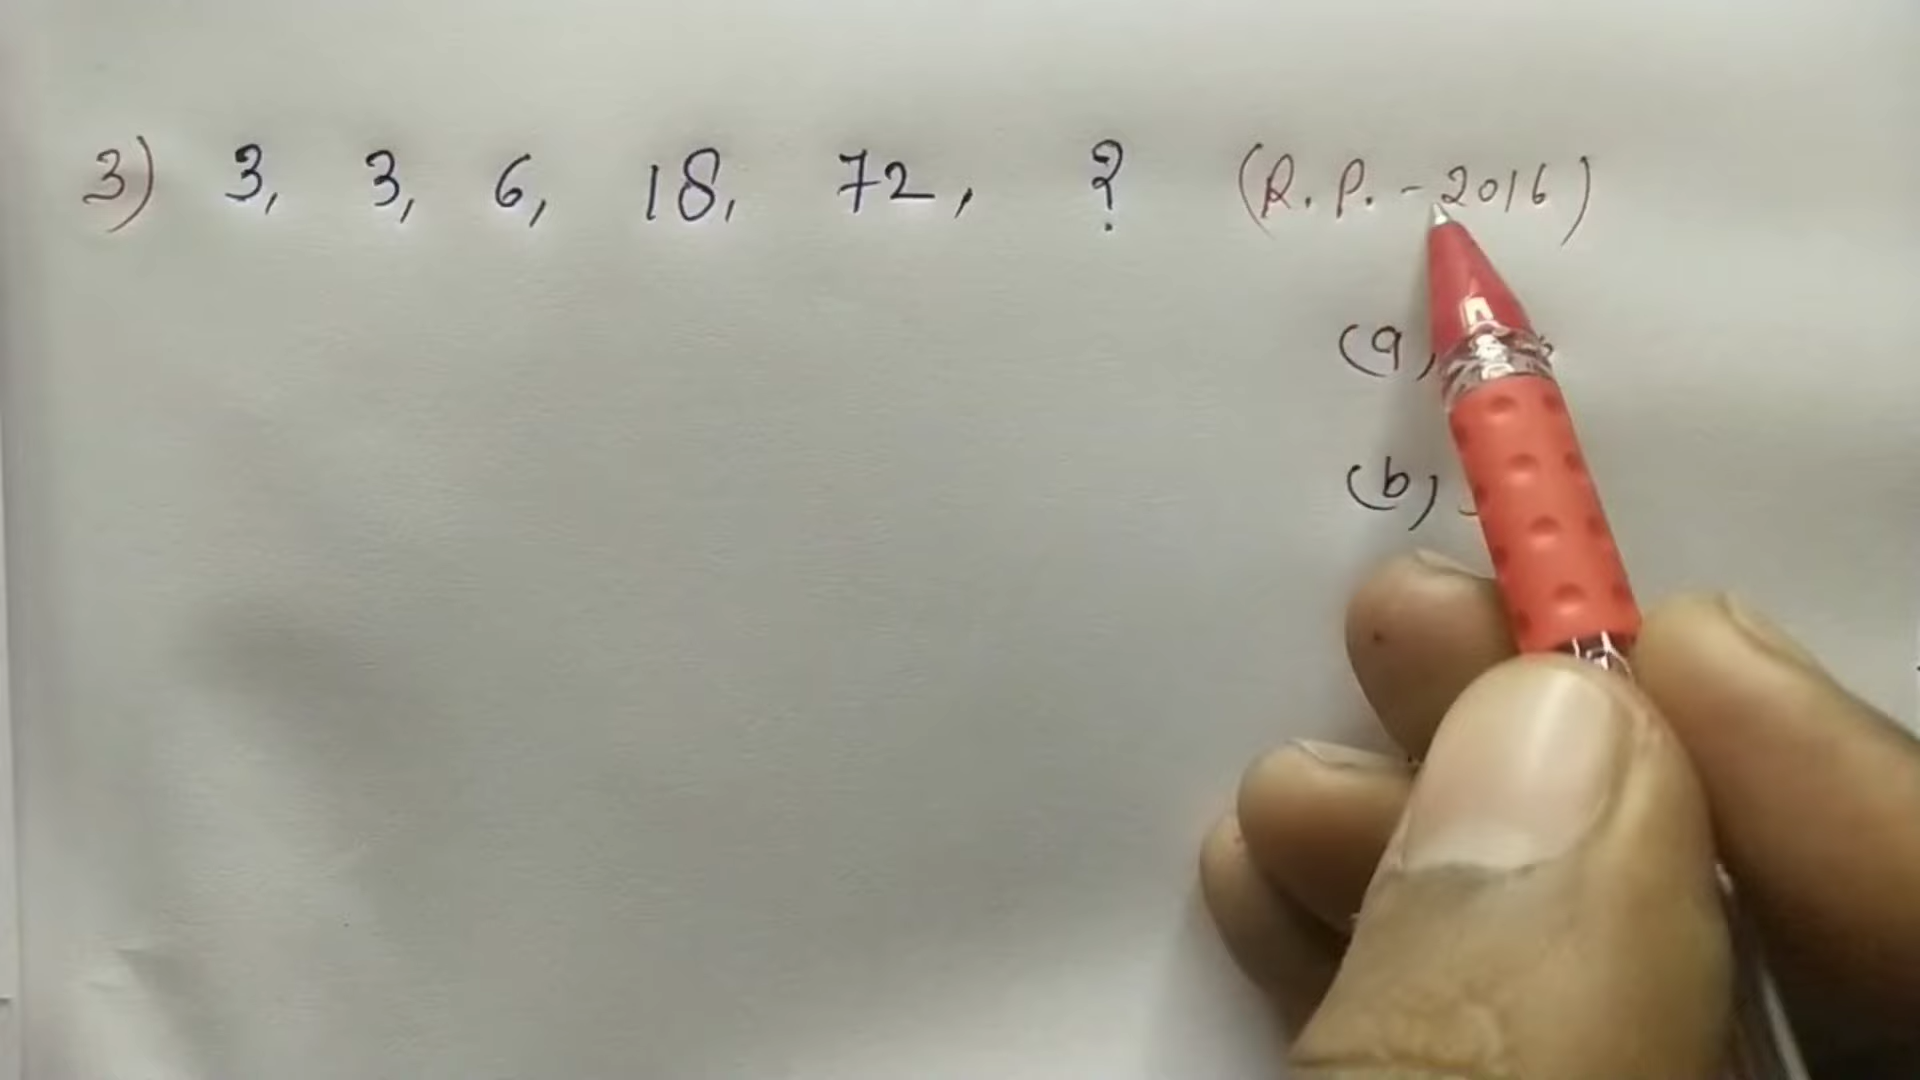 3) 3, 3, 6, 18, 72, ? (R.P. - 2016)
(a)
(b)